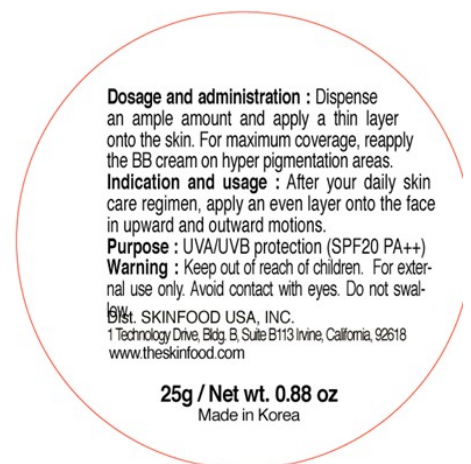 Dosage and administration : Dispense
an ample amount and apply a thin layer
onto the skin. For maximum coverage, reapply
the BB cream on hyper pigmentation areas.
Indication and usage : After your daily skin
care regimen, apply an even layer onto the face
in upward and outward motions.
Purpose : UVA/UVB protection (SPF20 PA++)
Warning : Keep out of reach of children. For exter-
nal use only. Avoid contact with eyes. Do not swal-
low.
Dist. SKINFOOD USA, INC.
1 Technology Drive, Bldg. B, Suite B113 Irvine, California, 92618
www.theskinfood.com
25g / Net wt. 0.88 oz
Made in Korea